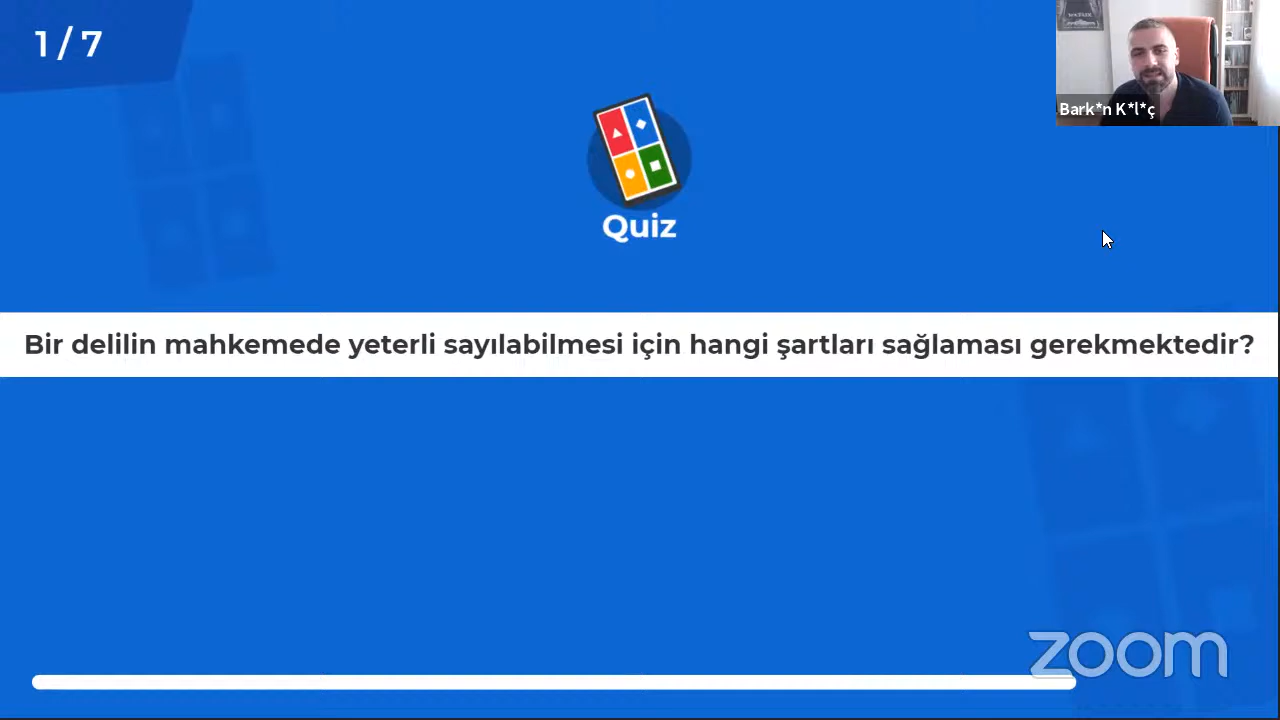 1 / 7
Bark*n K*l*ç
Quiz
Bir delilin mahkemede yeterli sayılabilmesi için hangi şartları sağlaması gerekmektedir?
zoom